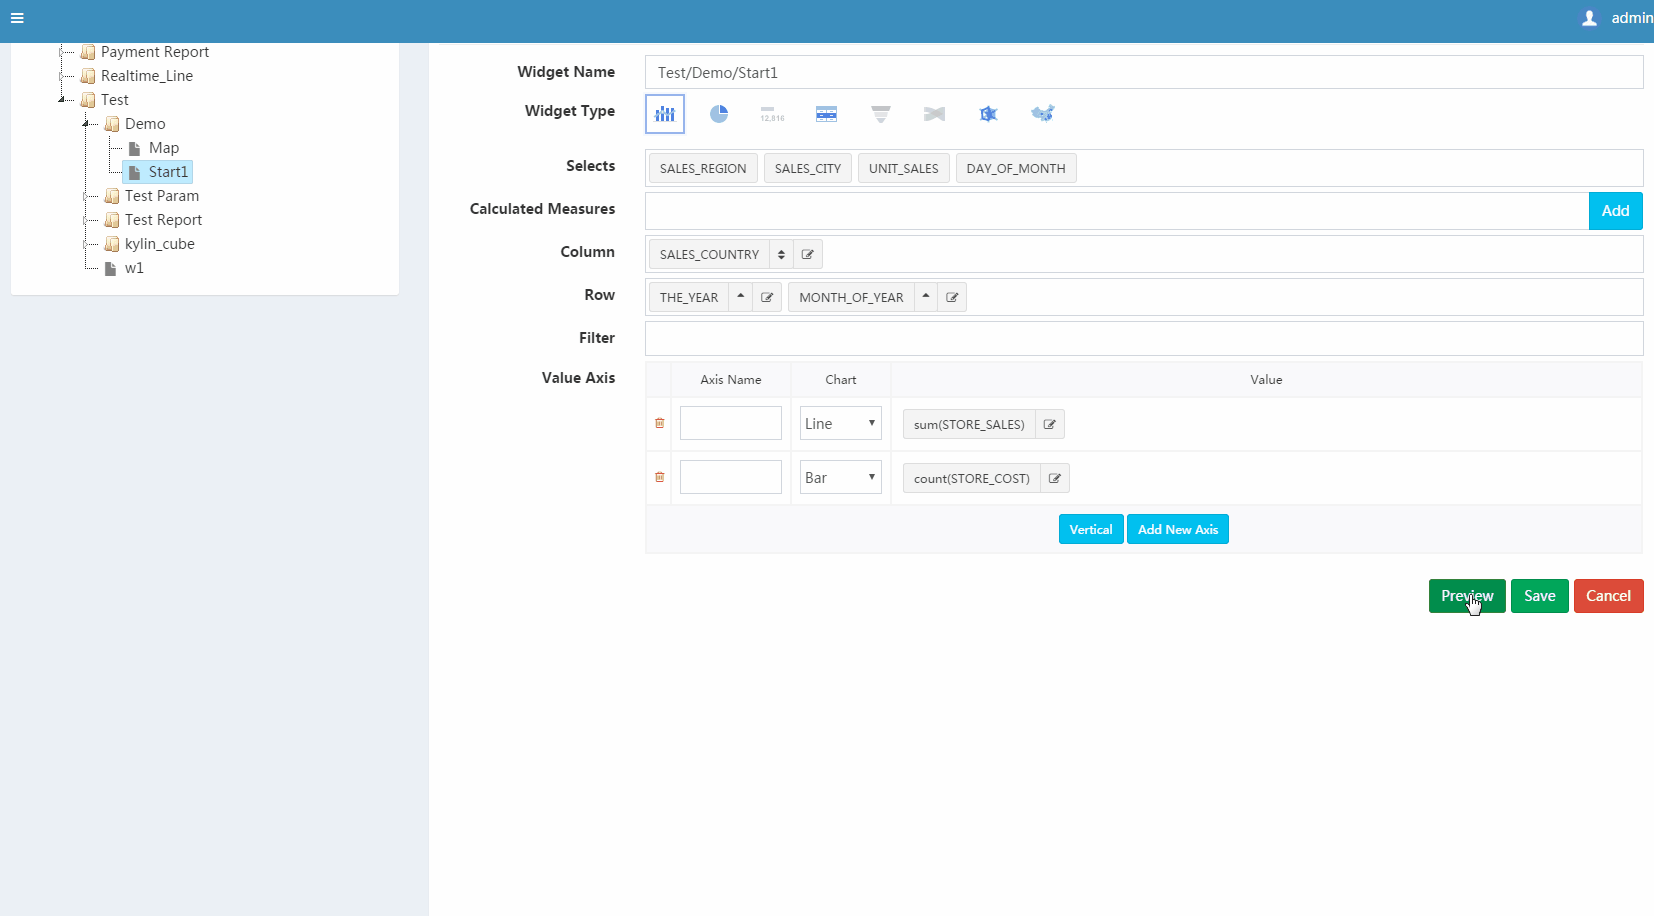 admin
Payment Report
Realtime_Line
Test
Demo
Map
Start1
Test Param
Test Report
kylin_cube
w1
Widget Name Test/Demo/Start1
Widget Type 12,816
Selects SALES_REGION SALES_CITY UNIT_SALES DAY_OF_MONTH
Calculated Measures Add
Column SALES_COUNTRY
Row THE_YEAR MONTH_OF_YEAR
Filter
Value Axis Axis Name Chart Value
Line sum(STORE_SALES)
Bar count(STORE_COST)
Vertical Add New Axis
Preview Save Cancel